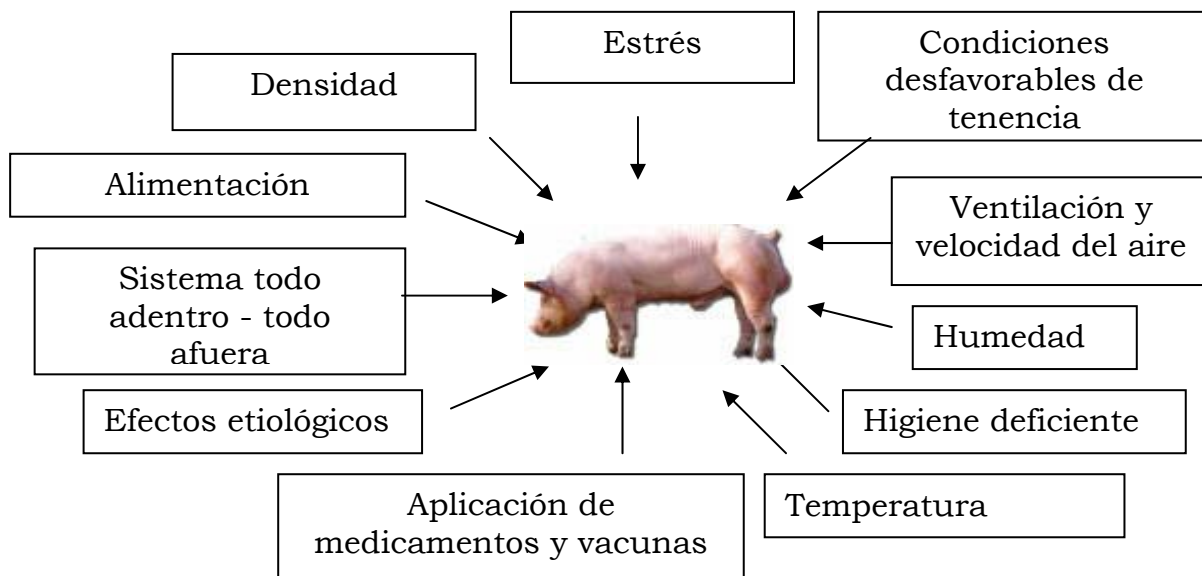 Estrés
Condiciones
desfavorables de
tenencia
Densidad
Alimentación
Ventilación y
velocidad del aire
Sistema todo
adentro - todo
afuera
Humedad
Efectos etiológicos
Higiene deficiente
Aplicación de
medicamentos y vacunas
Temperatura